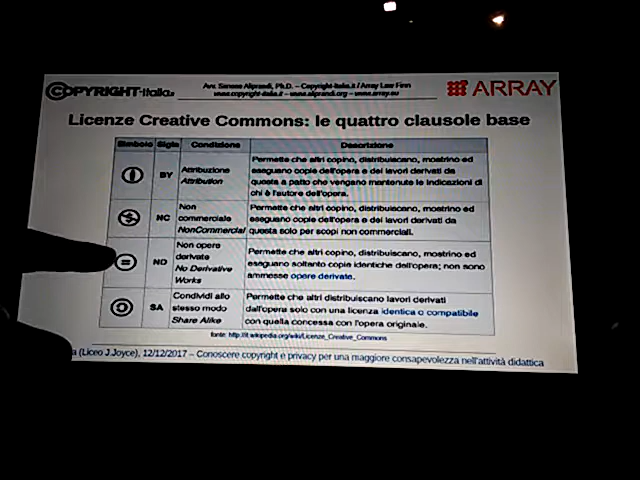 COPYRIGHT-Italia.it
Avv. Simone Aliprandi, Ph.D. – Copyright-Italia.it / Array Law Firm
www.copyright-italia.it – www.aliprandi.org – www.array.eu
ARRAY
Licenze Creative Commons: le quattro clausole base
Simbolo Sigla Condizione Descrizione
BY
Attribuzione
Attribution
Permette che altri copino, distribuiscano, mostrino ed
eseguano copie dell'opera e dei lavori derivati da
questa a patto che vengano mantenute le indicazioni di
chi è l'autore dell'opera.
NC
Non
commerciale
NonCommercial
Permette che altri copino, distribuiscano, mostrino ed
eseguano copie dell'opera e dei lavori derivati da
questa solo per scopi non commerciali.
ND
Non opere
derivate
No Derivative
Works
Permette che altri copino, distribuiscano, mostrino ed
eseguano soltanto copie identiche dell'opera; non sono
ammesse opere derivate.
SA
Condividi allo
stesso modo
Share Alike
Permette che altri distribuiscano lavori derivati
dall'opera solo con una licenza identica o compatibile
con quella concessa con l'opera originale.
fonte: http://it.wikipedia.org/wiki/Licenze_Creative_Commons
(Liceo J.Joyce), 12/12/2017 – Conoscere copyright e privacy per una maggiore consapevolezza nell'attività didattica